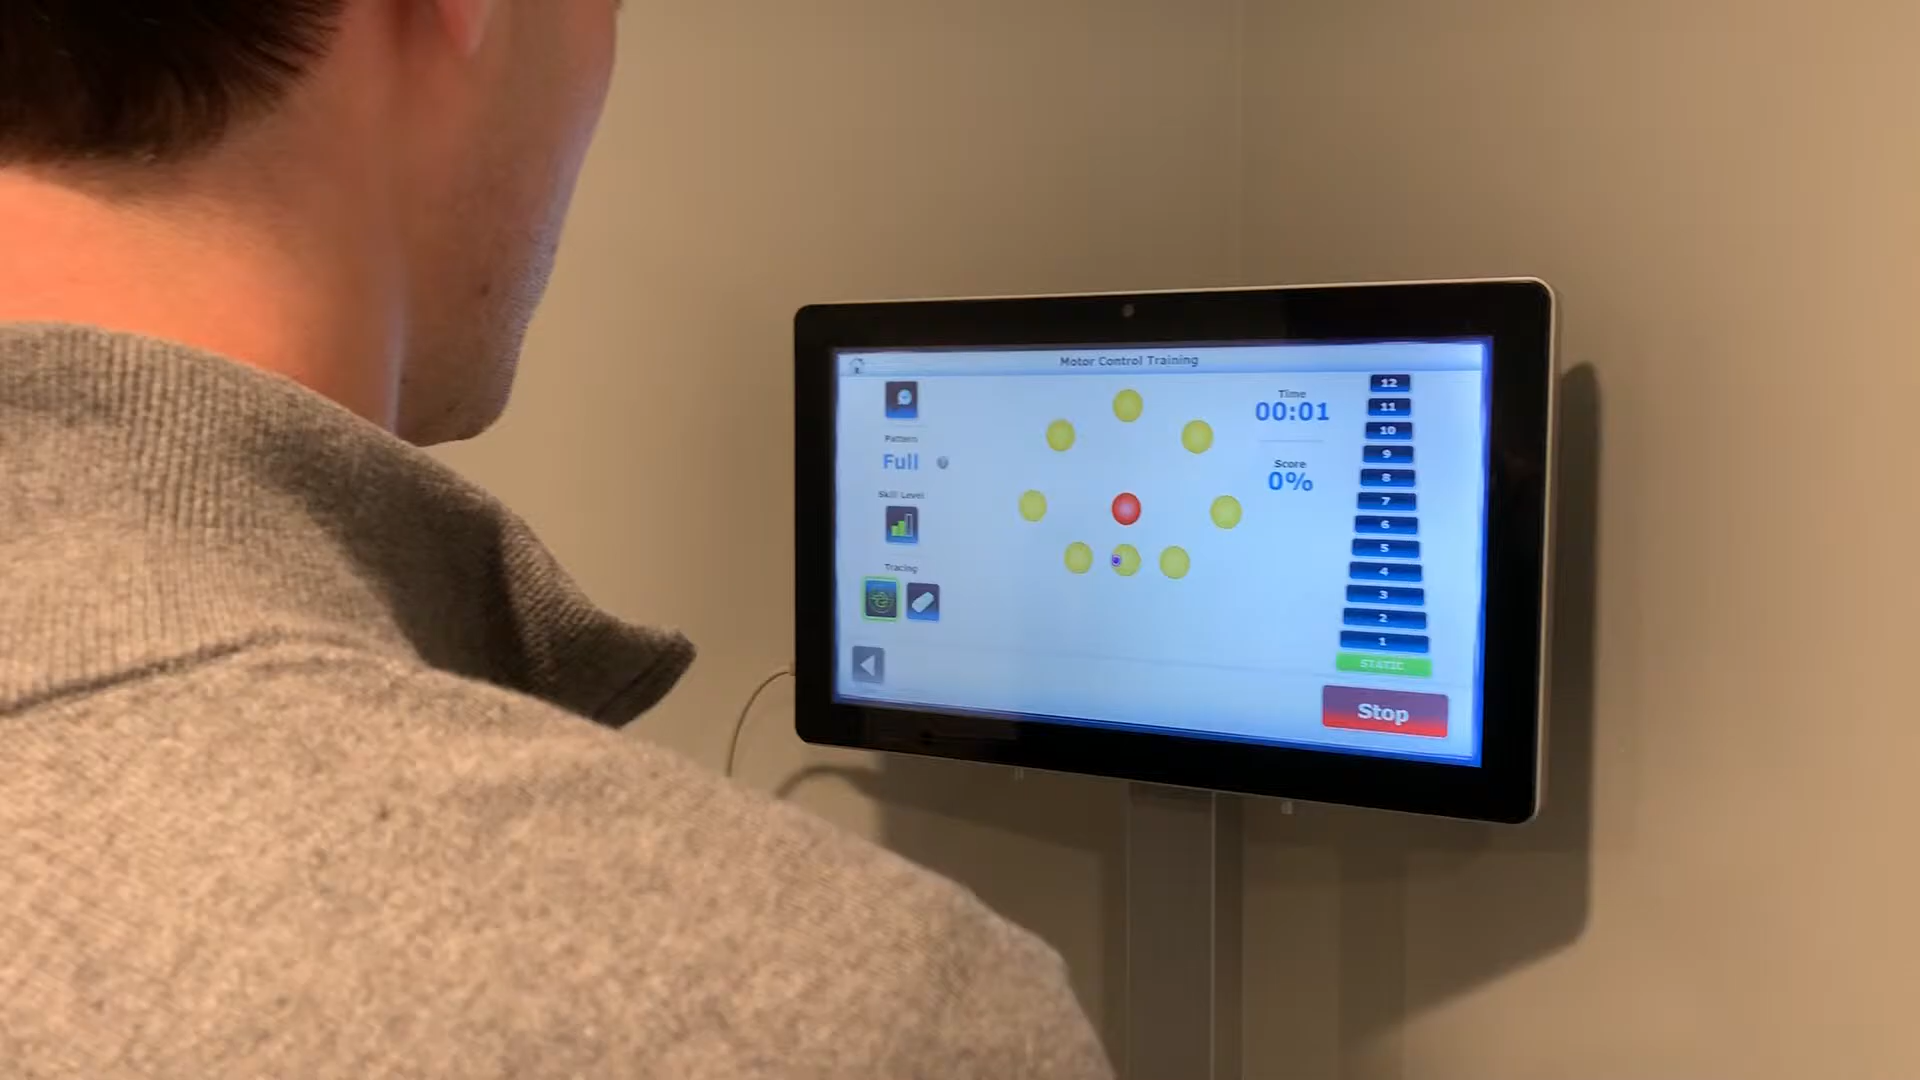 Motor Control Training
Pattern
Full
Skill Level
Tracing
Time
00:01
Score
0%
12
11
10
9
8
7
6
5
4
3
2
1
STATIC
Stop